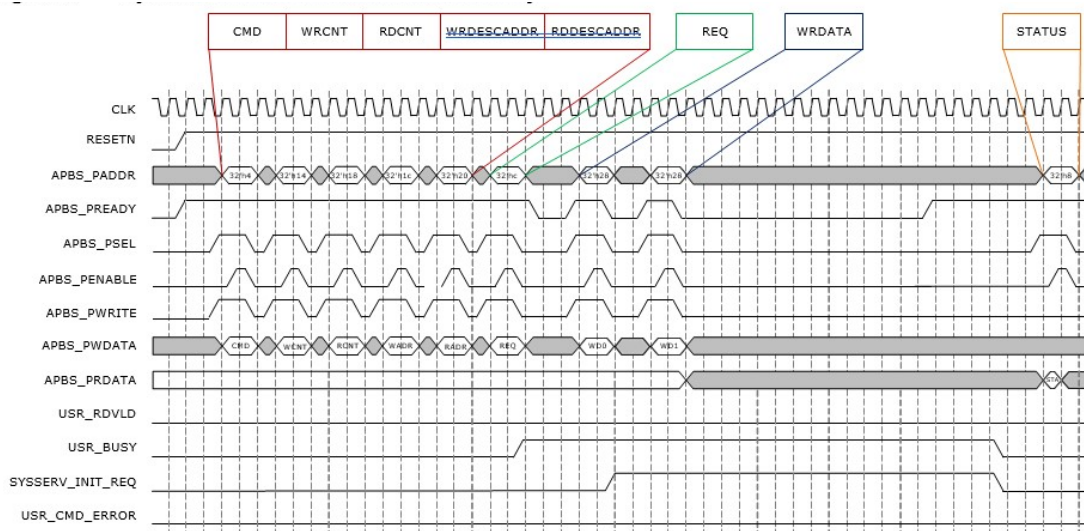 CMD WRCNT RDCNT WRDESCADDR RDDESCADDR REQ WRDATA STATUS
CLK
RESETN
APBS_PADDR 32'h4 32'h14 32'h18 32'h1c 32'h20 32'hc 32'h28 32'h28 32'h8
APBS_PREADY
APBS_PSEL
APBS_PENABLE
APBS_PWRITE
APBS_PWDATA CMD WCNT RCNT WADR RADR REQ WD0 WD1
APBS_PRDATA STA
USR_RDVLD
USR_BUSY
SYSSERV_INIT_REQ
USR_CMD_ERROR